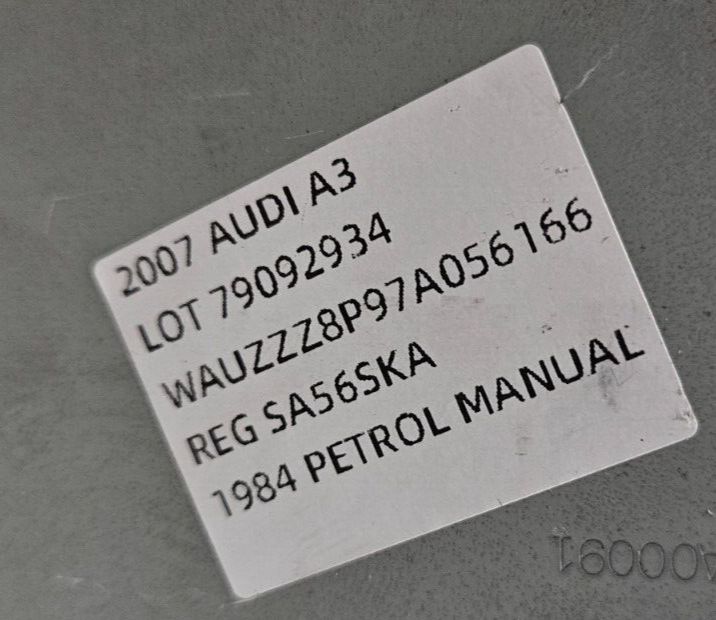 2007 AUDI A3
LOT 79092934
WAUZZZ8P97A056166
REG SA56SKA
1984 PETROL MANUAL